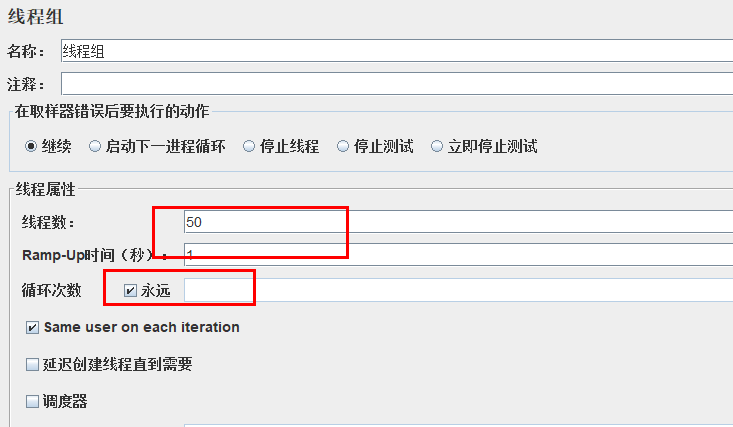 线程组
名称： 线程组
注释：
在取样器错误后要执行的动作
继续 启动下一进程循环 停止线程 停止测试 立即停止测试
线程属性
线程数： 50
Ramp-Up时间（秒）： 1
循环次数 永远
Same user on each iteration
延迟创建线程直到需要
调度器